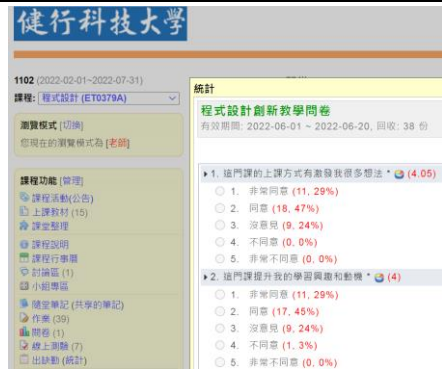 健行科技大學
1102 (2022-02-01~2022-07-31)
課程: 程式設計 (ET0379A)
瀏覽模式 [切換]
您現在的瀏覽模式為 [老師]
課程功能 [管理]
課程活動(公告)
上課教材 (15)
課堂整理
課程說明
課程行事曆
討論區 (1)
小組專區
隨堂筆記 (共享的筆記)
作業 (39)
問卷 (1)
線上測驗 (7)
出缺勤 (統計)
統計
程式設計創新教學問卷
有效期間: 2022-06-01 ~ 2022-06-20, 回收: 38 份
1. 這門課的上課方式有激發我很多想法 * (4.05)
1. 非常同意 (11, 29%)
2. 同意 (18, 47%)
3. 沒意見 (9, 24%)
4. 不同意 (0, 0%)
5. 非常不同意 (0, 0%)
2. 這門課提升我的學習興趣和動機 * (4)
1. 非常同意 (11, 29%)
2. 同意 (17, 45%)
3. 沒意見 (9, 24%)
4. 不同意 (1, 3%)
5. 非常不同意 (0, 0%)